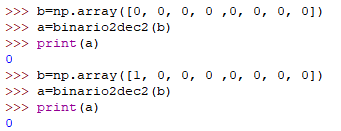 >>> b=np.array([0, 0, 0, 0 ,0, 0, 0, 0])
>>> a=binario2dec2(b)
>>> print(a)
0
>>> b=np.array([1, 0, 0, 0 ,0, 0, 0, 0])
>>> a=binario2dec2(b)
>>> print(a)
0